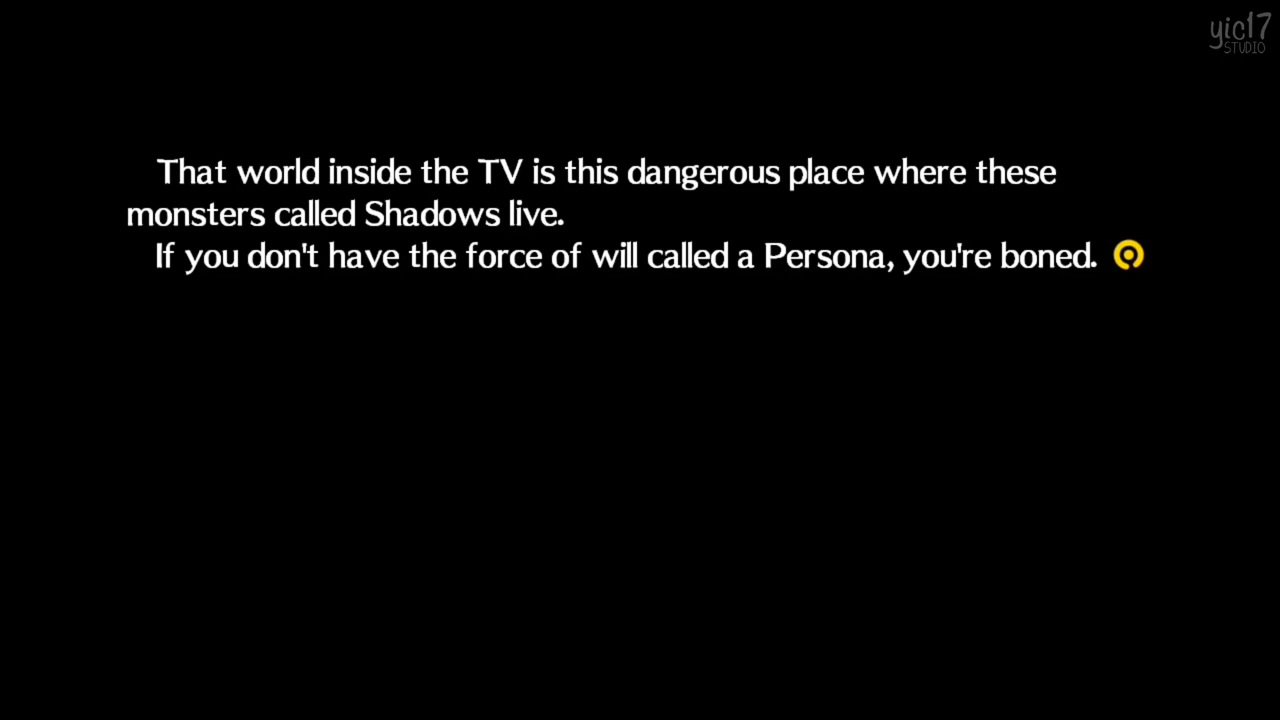 yic17
STUDIO
That world inside the TV is this dangerous place where these
monsters called Shadows live.
If you don't have the force of will called a Persona, you're boned.